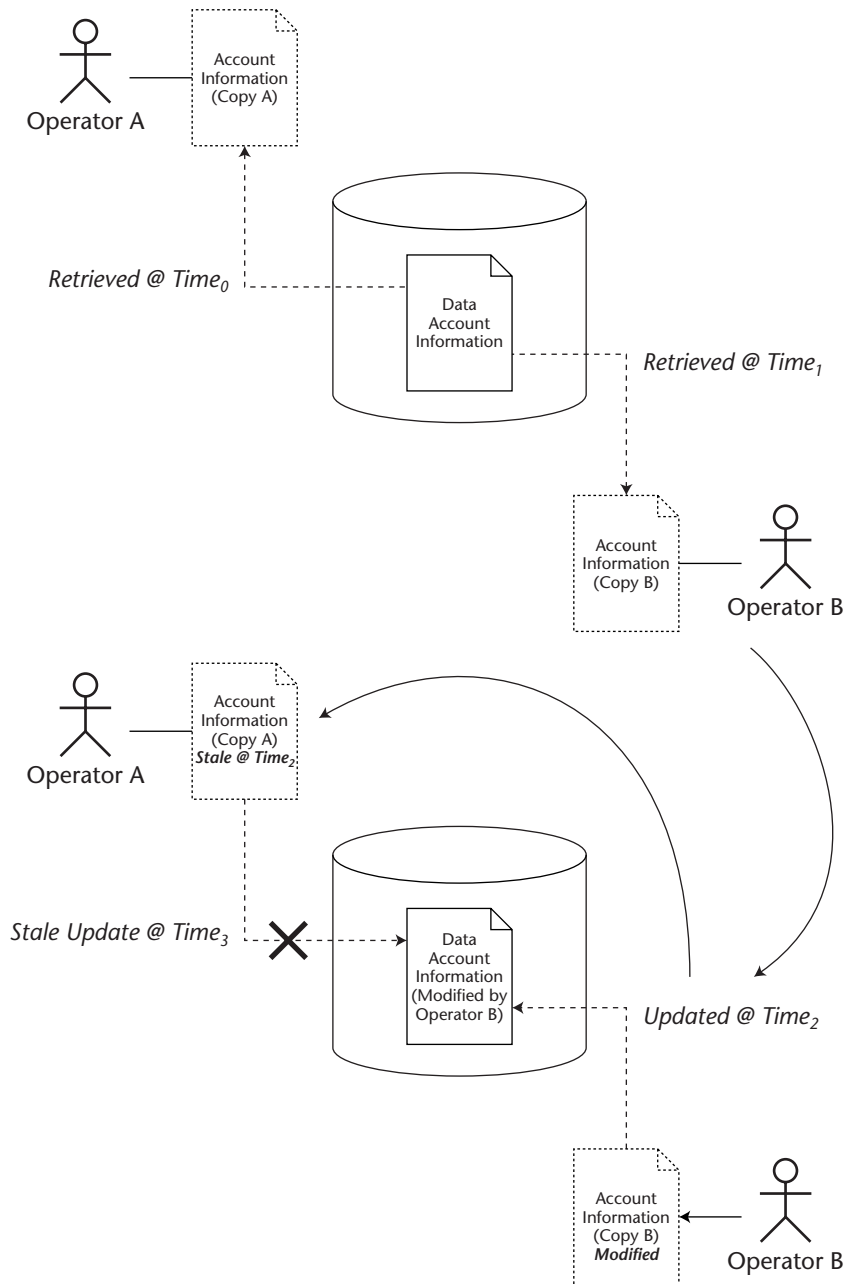 Account
Information
(Copy A)
Operator A
Retrieved @ Time₀
Data
Account
Information
Retrieved @ Time₁
Account
Information
(Copy B)
Operator B
Account
Information
(Copy A)
Stale @ Time₂
Operator A
Stale Update @ Time₃
Data
Account
Information
(Modified by
Operator B)
Updated @ Time₂
Account
Information
(Copy B)
Modified
Operator B